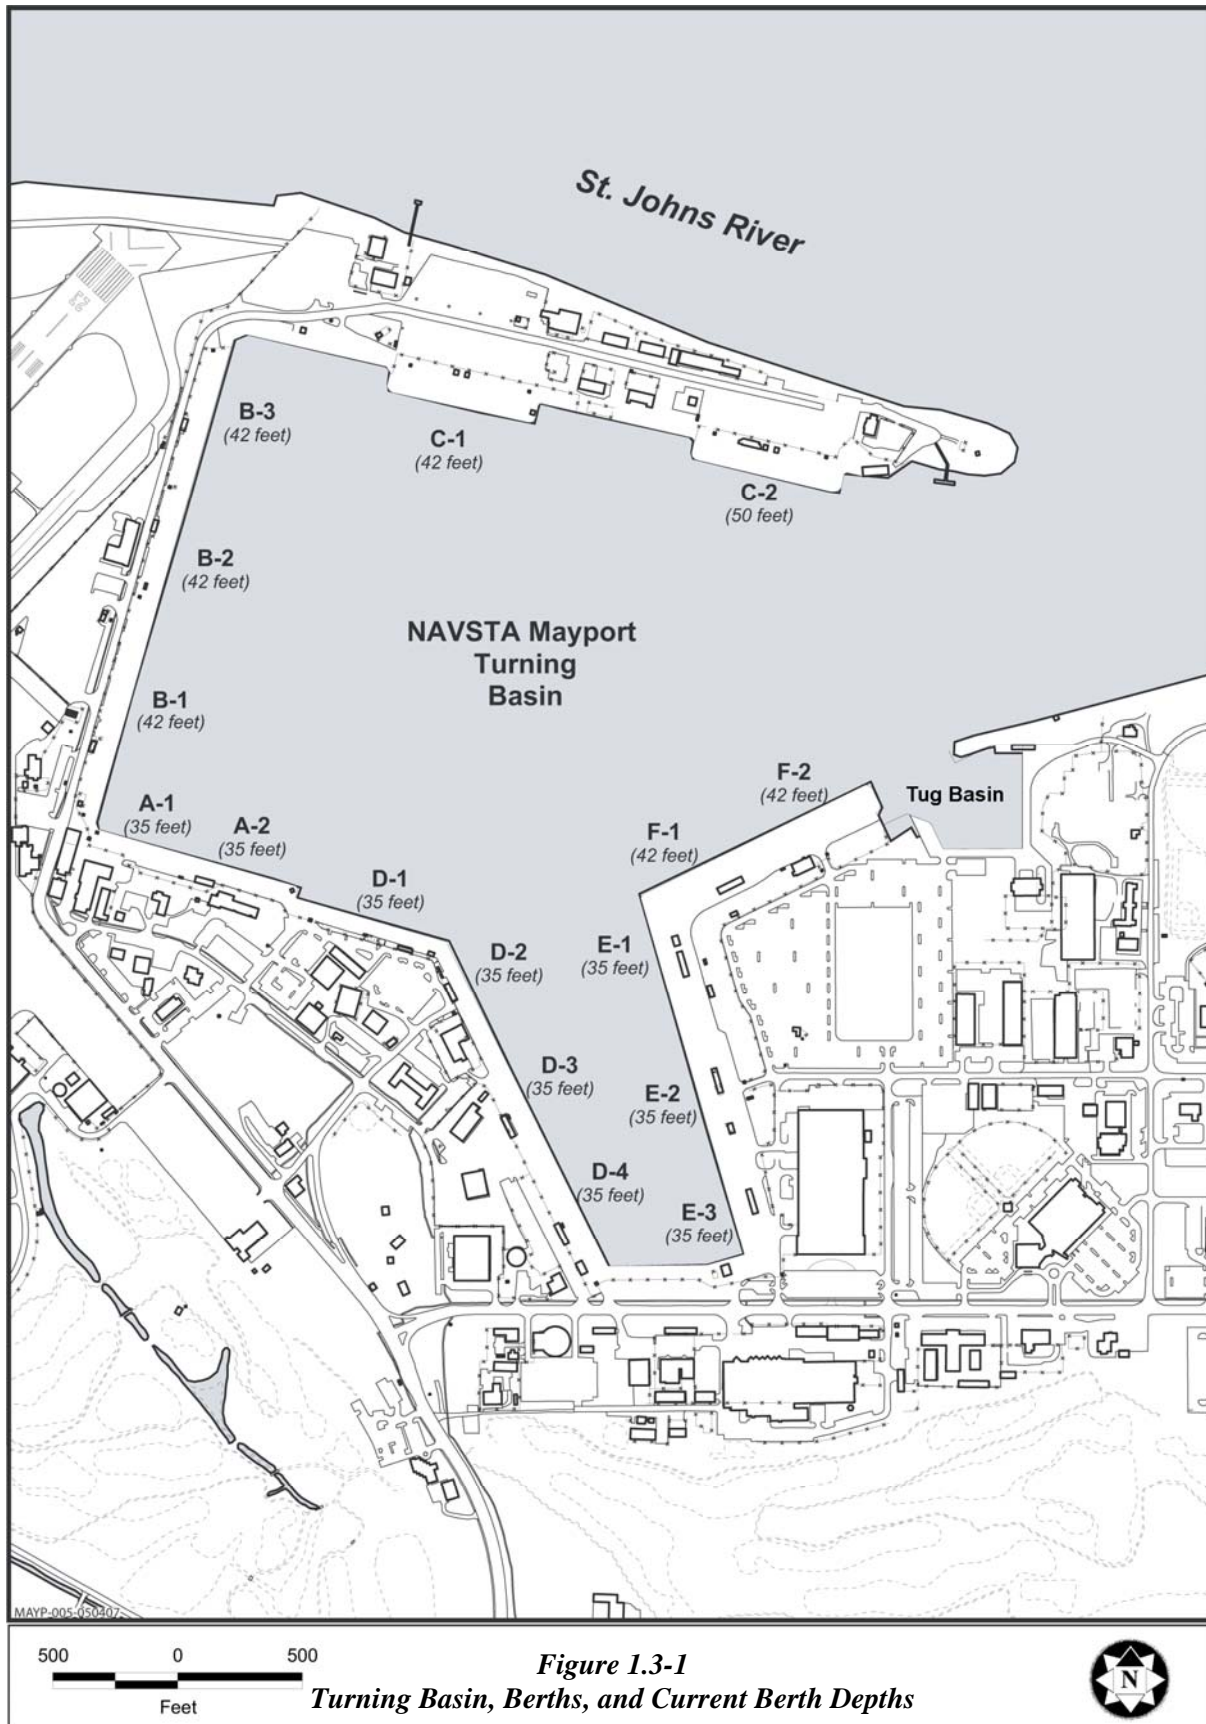 St. Johns River
B-3
(42 feet)
C-1
(42 feet)
C-2
(50 feet)
B-2
(42 feet)
NAVSTA Mayport
Turning
Basin
B-1
(42 feet)
F-2
(42 feet)
Tug Basin
A-1
(35 feet)
A-2
(35 feet)
F-1
(42 feet)
D-1
(35 feet)
D-2
(35 feet)
E-1
(35 feet)
D-3
(35 feet)
E-2
(35 feet)
D-4
(35 feet)
E-3
(35 feet)
MAYP-005-050407
500 0 500
Feet
Figure 1.3-1
Turning Basin, Berths, and Current Berth Depths
N